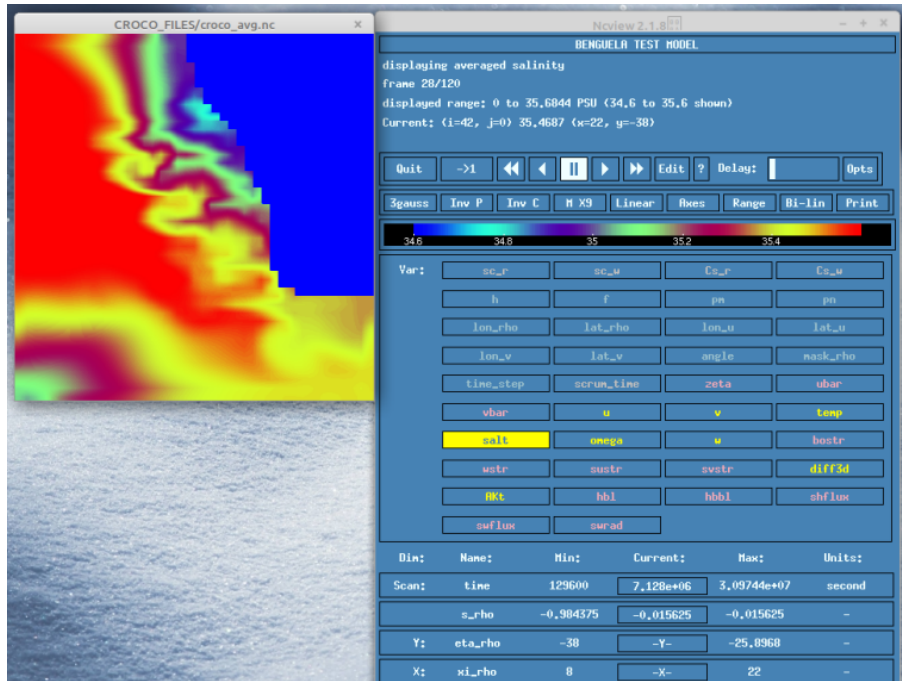 CROCO_FILES/croco_avg.nc x
Ncview 2.1.8 - + x
BENGUELA TEST MODEL
displaying averaged salinity
frame 28/120
displayed range: 0 to 35.6844 PSU (34.6 to 35.6 shown)
Current: (i=42, j=0) 35.4687 (x=22, y=-38)
Quit ->1 Edit ? Delay: Opts
3gauss Inv P Inv C M X9 Linear Axes Range Bi-lin Print
34.6 34.8 35 35.2 35.4
Var: sc_r sc_w Cs_r Cs_w
h f pm pn
lon_rho lat_rho lon_u lat_u
lon_v lat_v angle mask_rho
time_step scrum_time zeta ubar
vbar u v temp
salt omega w bostr
wstr sustr svstr diff3d
AKt hbl hbbl shflux
swflux swrad
Dim: Name: Min: Current: Max: Units:
Scan: time 129600 7.128e+06 3.09744e+07 second
s_rho -0.984375 -0.015625 -0.015625 -
Y: eta_rho -38 -Y- -25.8968 -
X: xi_rho 8 -X- 22 -